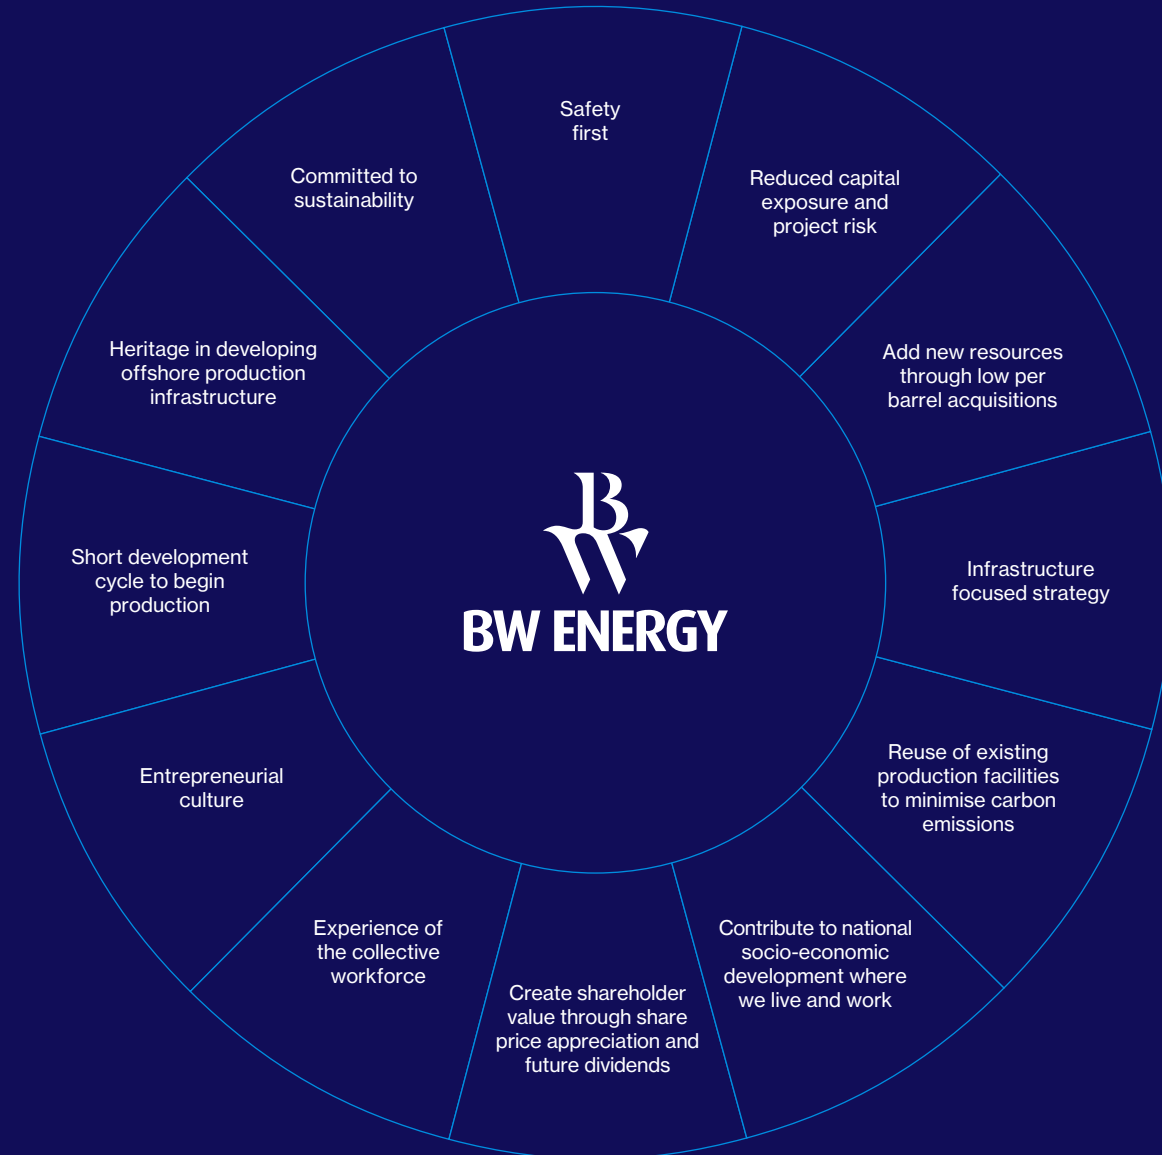 Safety
first
Reduced capital
exposure and
project risk
Add new resources
through low per
barrel acquisitions
Infrastructure
focused strategy
Reuse of existing
production facilities
to minimise carbon
emissions
Contribute to national
socio-economic
development where
we live and work
Create shareholder
value through share
price appreciation and
future dividends
Experience of
the collective
workforce
Entrepreneurial
culture
Short development
cycle to begin
production
Heritage in developing
offshore production
infrastructure
Committed to
sustainability
BW
BW ENERGY